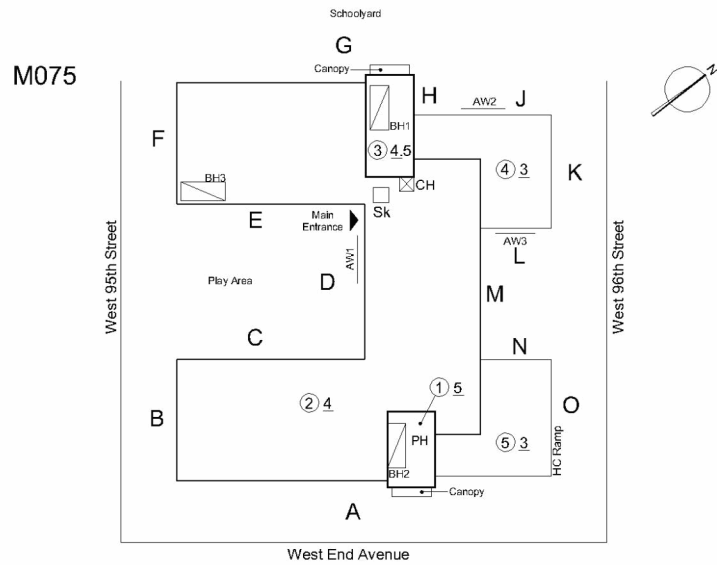 Schoolyard
G
M075
Canopy
H
J
AW2
N
BH1
F
3 4.5
4 3
K
BH3
CH
Sk
E
Main
Entrance
AW3
L
AW1
Play Area
D
M
West 95th Street
West 96th Street
C
N
1 5
2 4
B
O
PH
5 3
HC Ramp
BH2
Canopy
A
West End Avenue